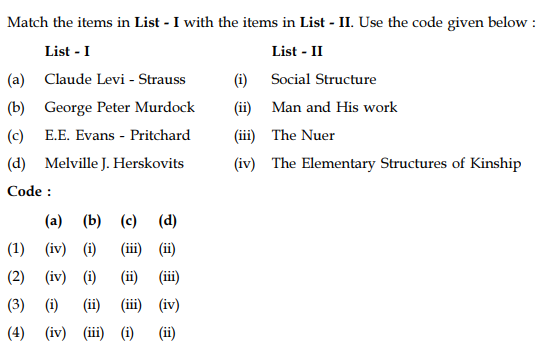 Match the items in List - I with the items in List - II. Use the code given below :
List - I List - II
(a) Claude Levi - Strauss (i) Social Structure
(b) George Peter Murdock (ii) Man and His work
(c) E.E. Evans - Pritchard (iii) The Nuer
(d) Melville J. Herskovits (iv) The Elementary Structures of Kinship
Code :
(a) (b) (c) (d)
(1) (iv) (i) (iii) (ii)
(2) (iv) (i) (ii) (iii)
(3) (i) (ii) (iii) (iv)
(4) (iv) (iii) (i) (ii)